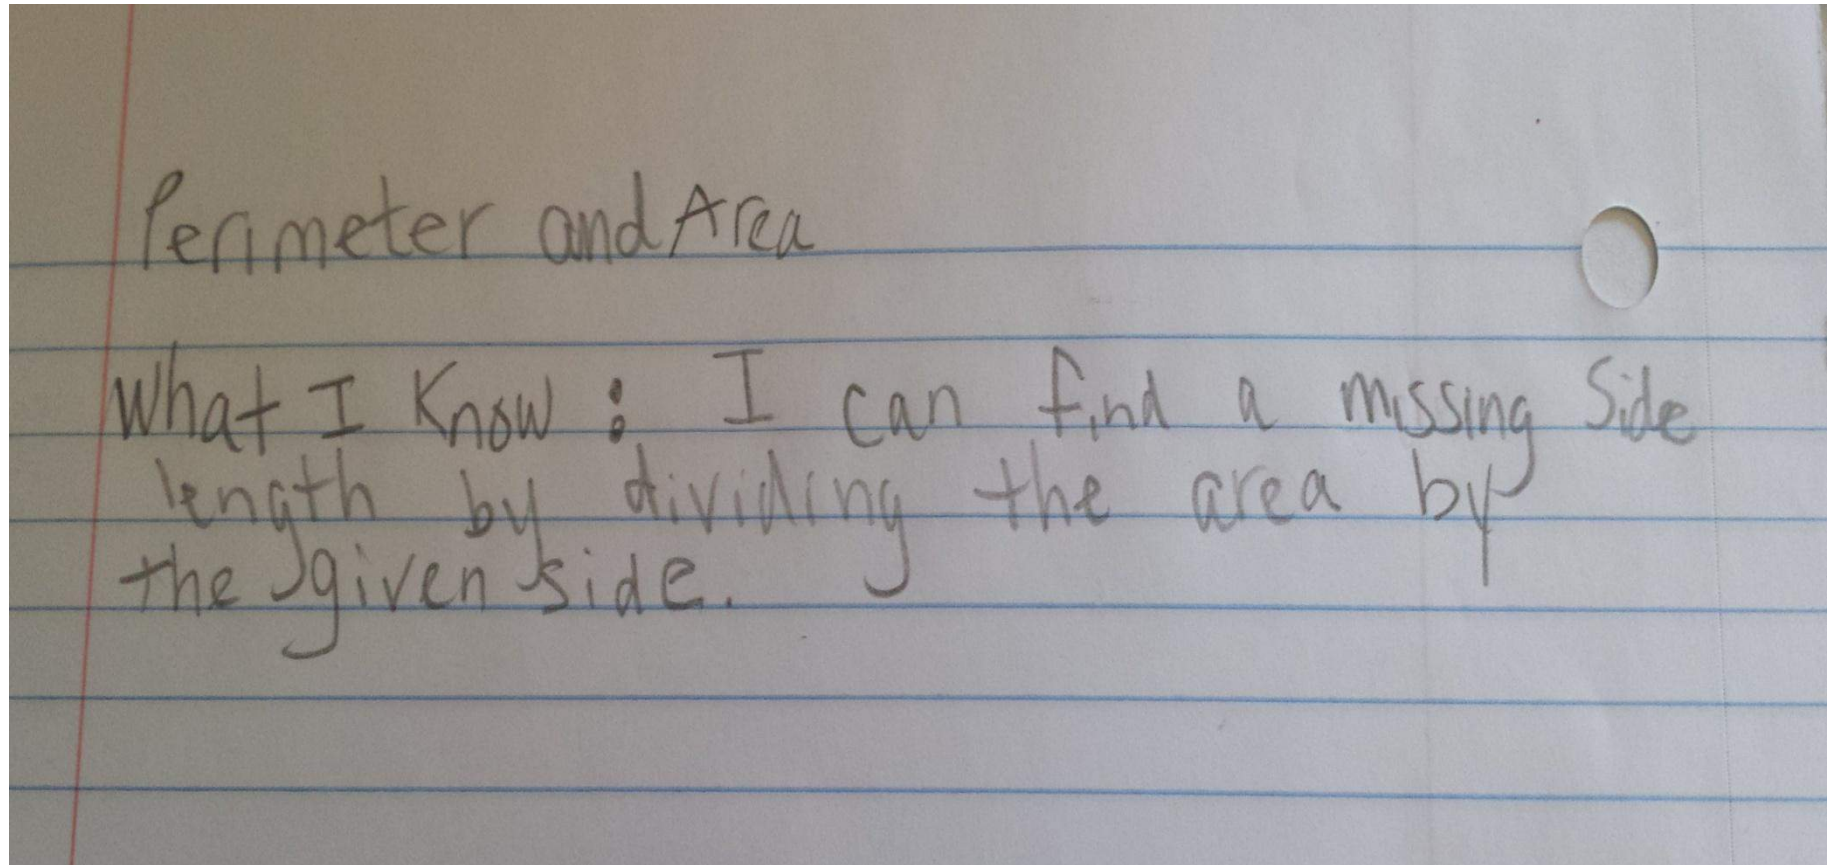 Perimeter and Area
What I Know: I can find a missing Side
length by dividing the area by
the given side.